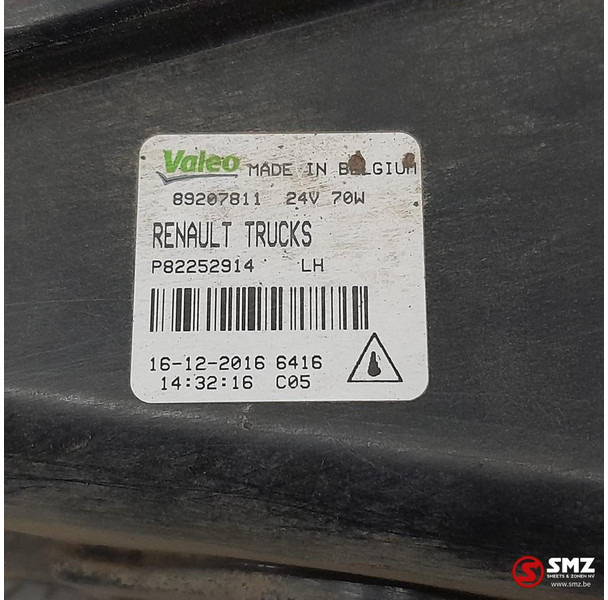 Valeo MADE IN BELGIUM
89207811 24V 70W
RENAULT TRUCKS
P82252914 LH
16-12-2016 6416
14:32:16 C05
SMZ
SMEETS & ZONEN NV
www.smz.be